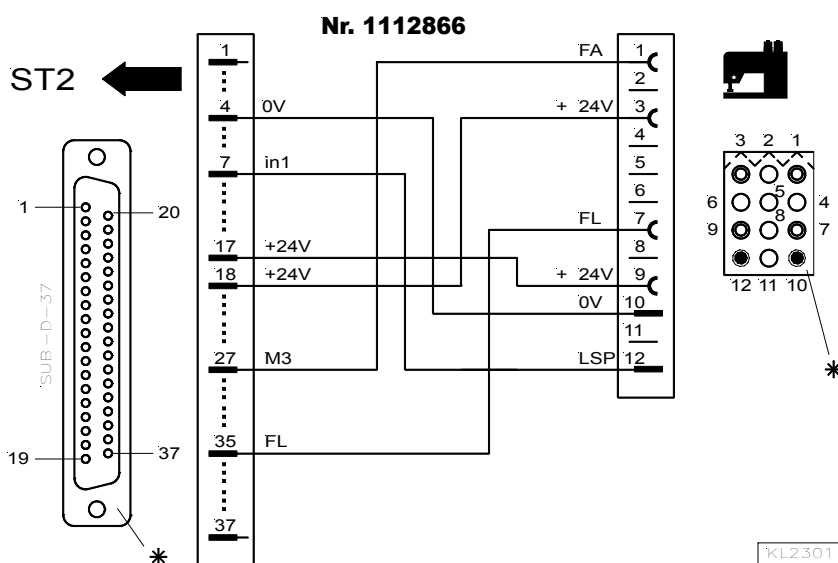 Nr. 1112866
ST2
SUB-D-37
1
20
19
37
*
1
4 0V
7 in1
17 +24V
18 +24V
27 M3
35 FL
37
FA 1
2
+ 24V 3
4
5
6
FL 7
8
+ 24V 9
0V 10
11
LSP 12
3 2 1
6 5 4
9 8 7
12 11 10
*
KL2301